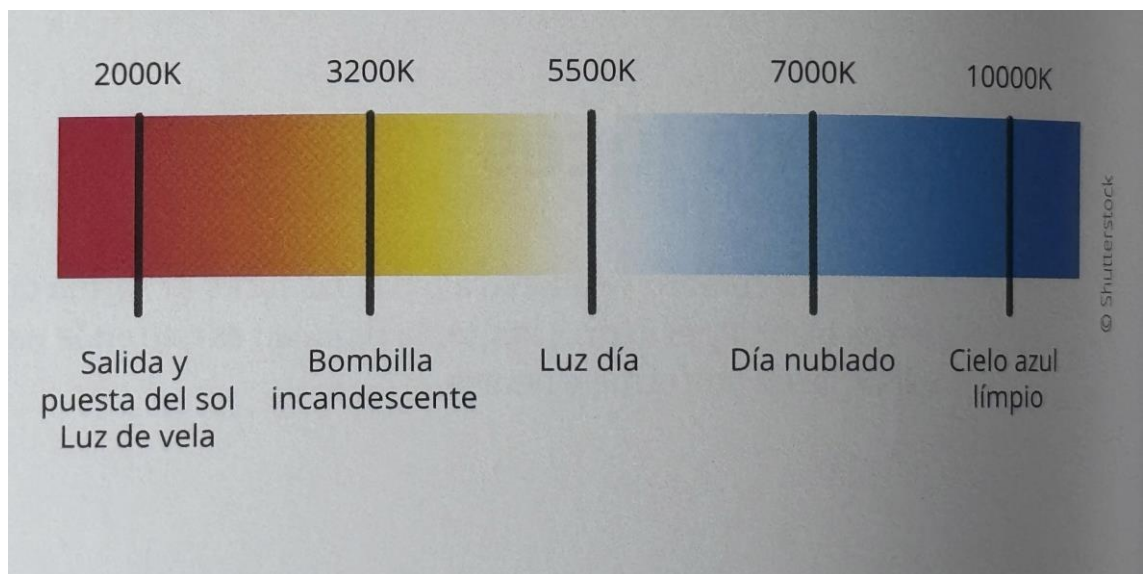 2000K
3200K
5500K
7000K
10000K
Salida y
puesta del sol
Luz de vela
Bombilla
incandescente
Luz día
Día nublado
Cielo azul
límpio
© Shutterstock